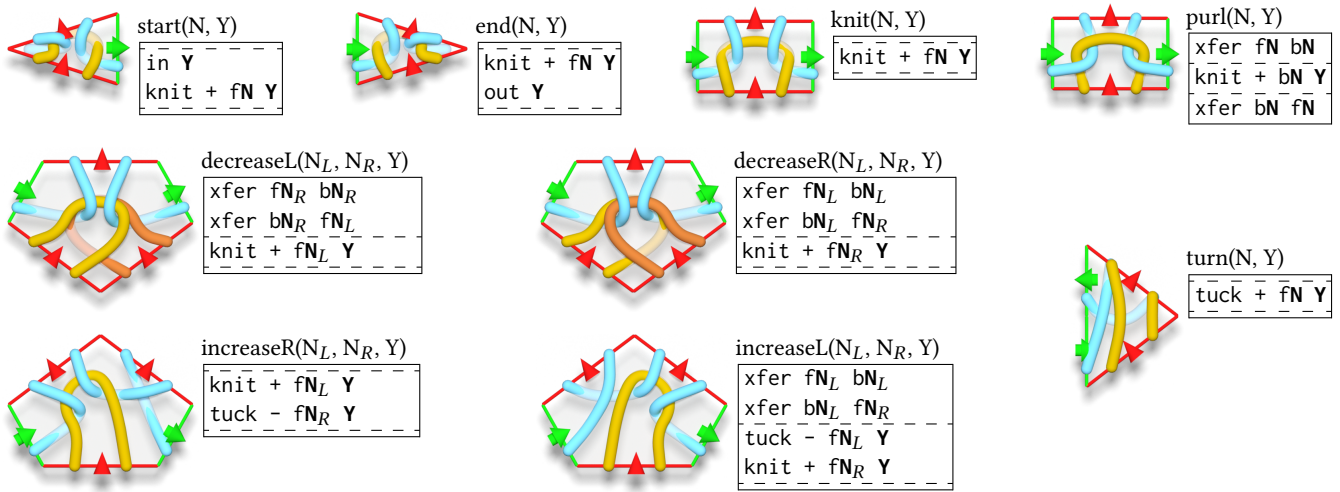 start(N, Y)
in Y
knit + fN Y
end(N, Y)
knit + fN Y
out Y
knit(N, Y)
knit + fN Y
purl(N, Y)
xfer fN bN
knit + bN Y
xfer bN fN
decreaseL(N_L, N_R, Y)
xfer fN_R bN_R
xfer bN_R fN_L
knit + fN_L Y
decreaseR(N_L, N_R, Y)
xfer fN_L bN_L
xfer bN_L fN_R
knit + fN_R Y
turn(N, Y)
tuck + fN Y
increaseR(N_L, N_R, Y)
knit + fN_L Y
tuck - fN_R Y
increaseL(N_L, N_R, Y)
xfer fN_L bN_L
xfer bN_L fN_R
tuck - fN_L Y
knit + fN_R Y